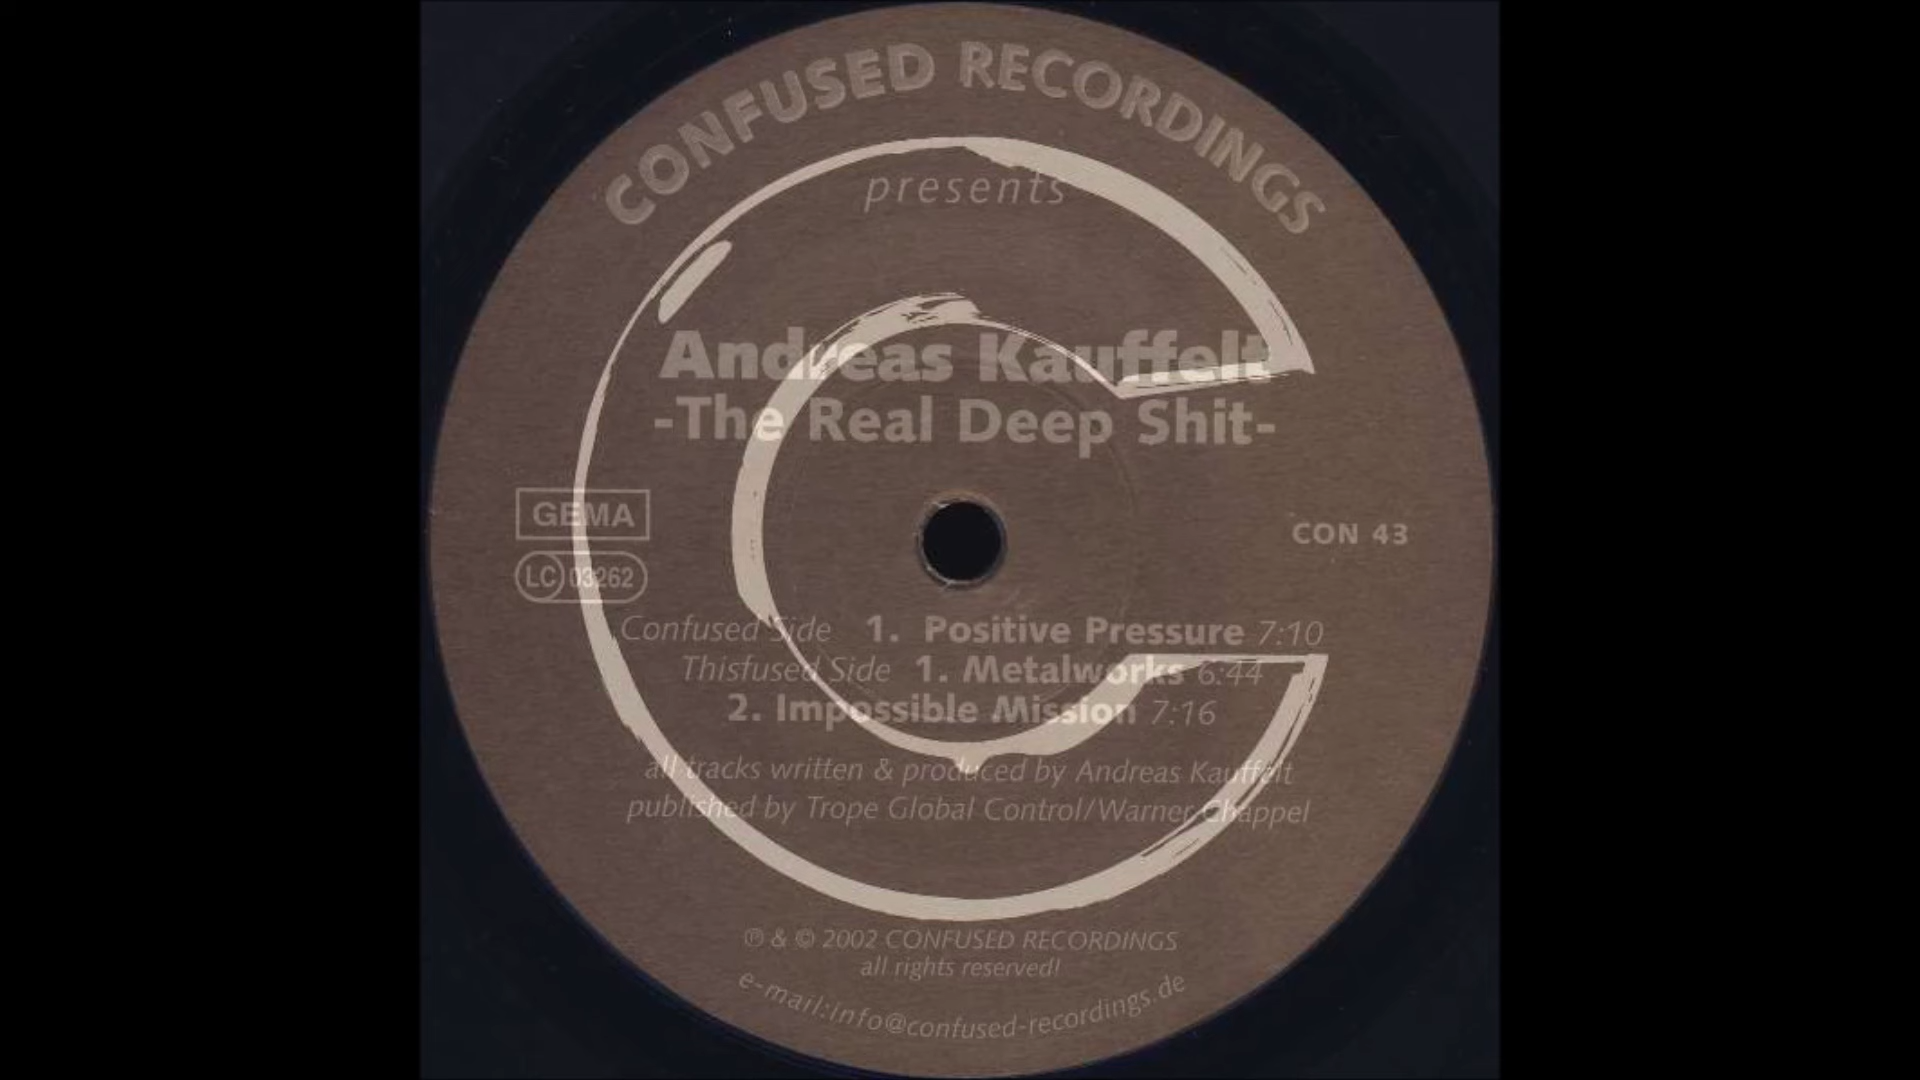 CONFUSED RECORDINGS
presents
Andreas Kauffelt
-The Real Deep Shit-
GEMA
LC 03262
CON 43
Confused Side 1. Positive Pressure 7:10
Thisfused Side 1. Metalworks 6:44
2. Impossible Mission 7:16
all tracks written & produced by Andreas Kauffelt
published by Trope Global Control/Warner Chappel
℗ & © 2002 CONFUSED RECORDINGS
all rights reserved!
e-mail:info@confused-recordings.de